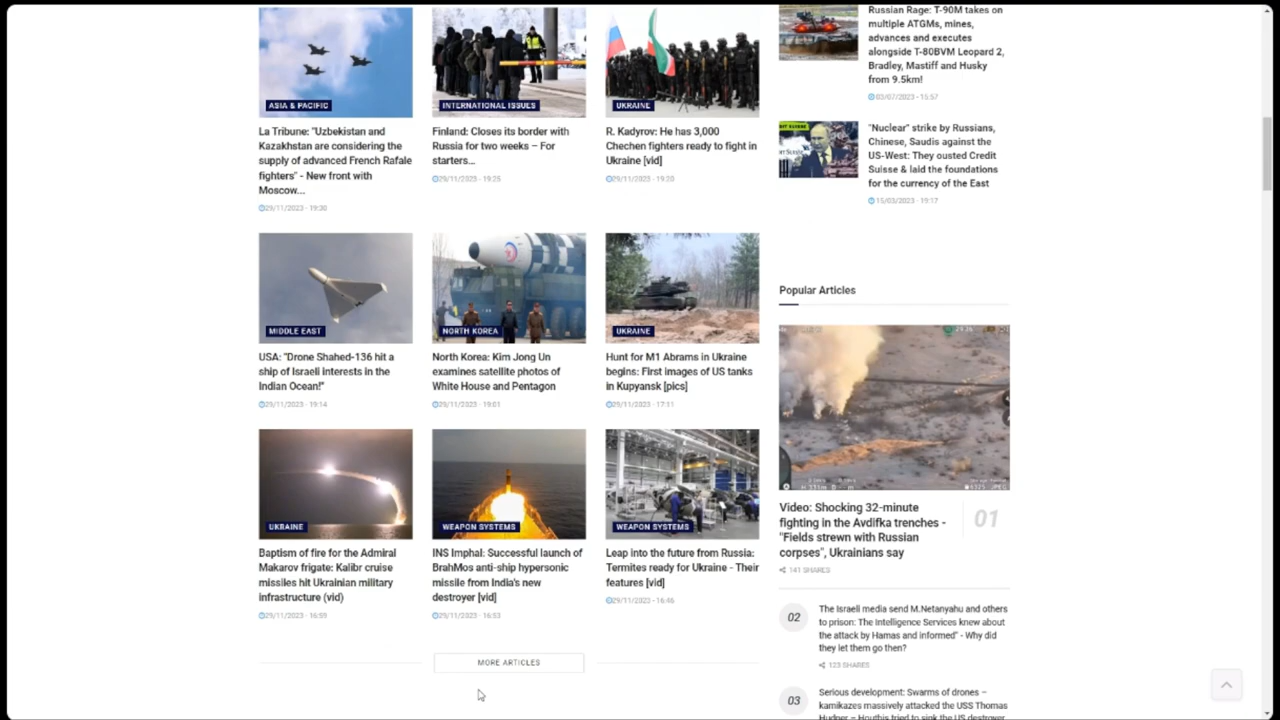 ASIA & PACIFIC
La Tribune: "Uzbekistan and
Kazakhstan are considering the
supply of advanced French Rafale
fighters" - New front with
Moscow...
29/11/2023 - 19:30
INTERNATIONAL ISSUES
Finland: Closes its border with
Russia for two weeks – For
starters...
29/11/2023 - 19:25
UKRAINE
R. Kadyrov: He has 3,000
Chechen fighters ready to fight in
Ukraine [vid]
29/11/2023 - 19:20
MIDDLE EAST
USA: "Drone Shahed-136 hit a
ship of Israeli interests in the
Indian Ocean!"
29/11/2023 - 19:14
NORTH KOREA
North Korea: Kim Jong Un
examines satellite photos of
White House and Pentagon
29/11/2023 - 19:01
UKRAINE
Hunt for M1 Abrams in Ukraine
begins: First images of US tanks
in Kupyansk [pics]
29/11/2023 - 17:11
UKRAINE
Baptism of fire for the Admiral
Makarov frigate: Kalibr cruise
missiles hit Ukrainian military
infrastructure (vid)
29/11/2023 - 16:59
WEAPON SYSTEMS
INS Imphal: Successful launch of
BrahMos anti-ship hypersonic
missile from India's new
destroyer [vid]
29/11/2023 - 16:53
WEAPON SYSTEMS
Leap into the future from Russia:
Termites ready for Ukraine - Their
features [vid]
29/11/2023 - 16:46
MORE ARTICLES
Russian Rage: T-90M takes on
multiple ATGMs, mines,
advances and executes
alongside T-80BVM Leopard 2,
Bradley, Mastiff and Husky
from 9.5km!
03/07/2023 - 15:57
"Nuclear" strike by Russians,
Chinese, Saudis against the
US-West: They ousted Credit
Suisse & laid the foundations
for the currency of the East
15/03/2023 - 19:17
Popular Articles
Video: Shocking 32-minute
fighting in the Avdifka trenches -
"Fields strewn with Russian
corpses", Ukrainians say
01
141 SHARES
02
The Israeli media send M.Netanyahu and others
to prison: The Intelligence Services knew about
the attack by Hamas and informed" - Why did
they let them go then?
123 SHARES
03
Serious development: Swarms of drones –
kamikazes massively attacked the USS Thomas
Hudner – Houthis tried to sink the US destroyer